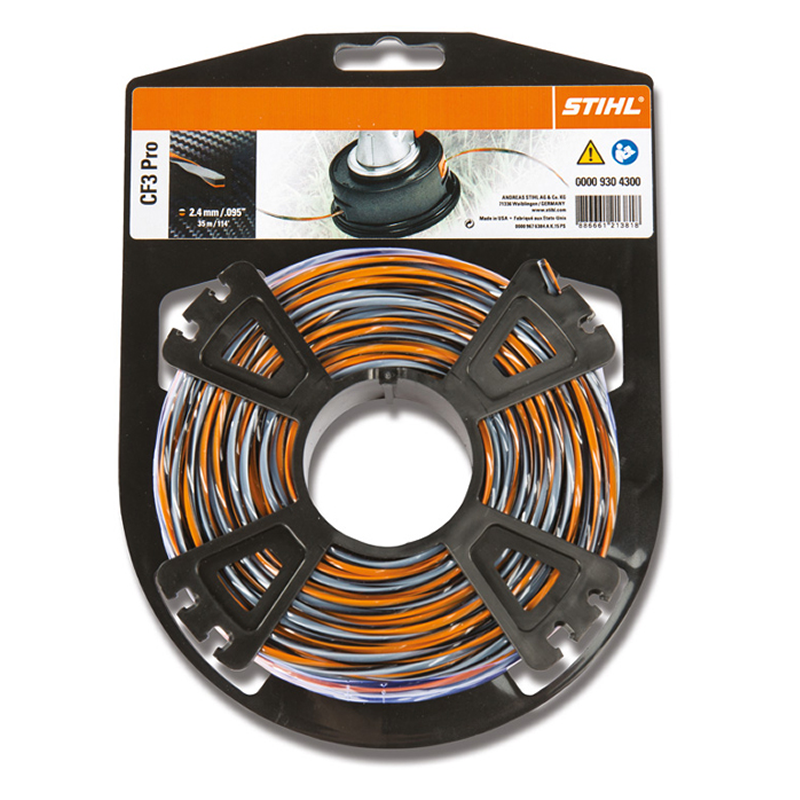 STIHL®
CF3 Pro
2.4 mm/.095"
35 m/114'
0000 930 4300
ANDREAS STIHL AG & Co. KG
71336 Waiblingen/GERMANY
www.stihl.com
Made in USA • Fabriqué aux États-Unis
0000 967 6384 A K.15 PS
886661 213818